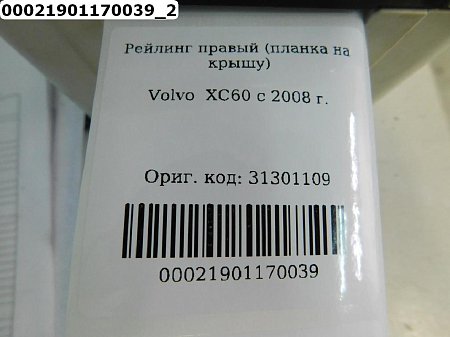 00021901170039_2
Рейлинг правый (планка на
крышу)
Volvo XC60 с 2008 г.
Ориг. код: 31301109
00021901170039